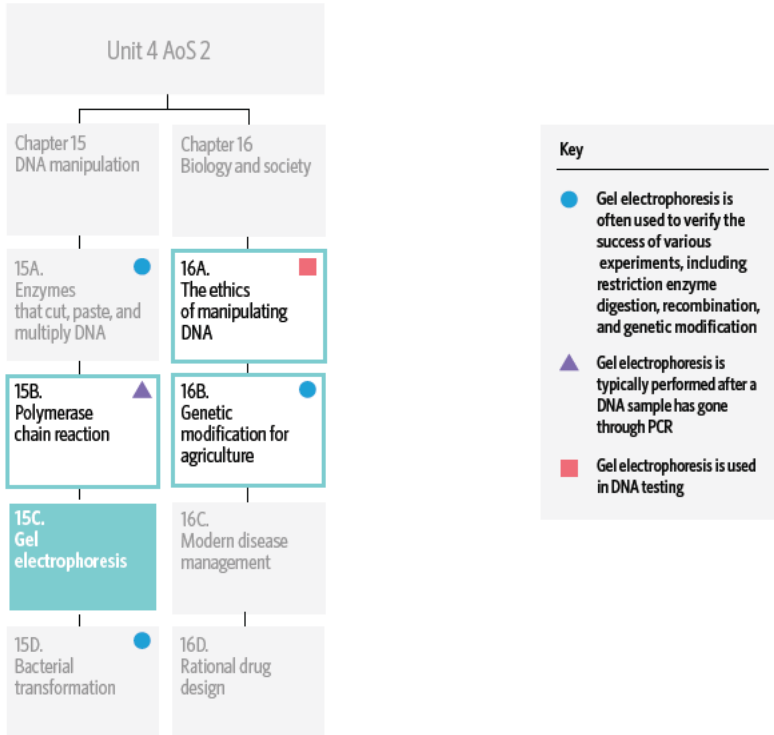 Unit 4 AoS 2
Chapter 15
DNA manipulation
Chapter 16
Biology and society
15A.
Enzymes
that cut, paste, and
multiply DNA
16A.
The ethics
of manipulating
DNA
15B.
Polymerase
chain reaction
16B.
Genetic
modification for
agriculture
15C.
Gel
electrophoresis
16C.
Modern disease
management
15D.
Bacterial
transformation
16D.
Rational drug
design
Key
Gel electrophoresis is
often used to verify the
success of various
experiments, including
restriction enzyme
digestion, recombination,
and genetic modification
Gel electrophoresis is
typically performed after a
DNA sample has gone
through PCR
Gel electrophoresis is used
in DNA testing